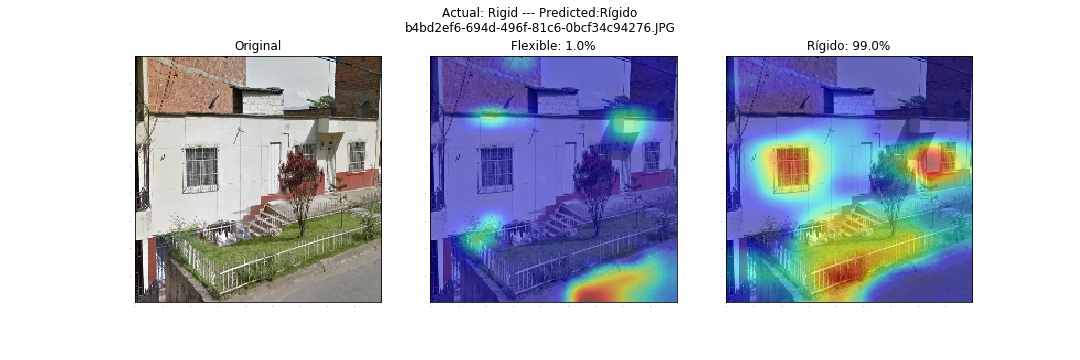 Actual: Rigid --- Predicted:Rígido
b4bd2ef6-694d-496f-81c6-0bcf34c94276.JPG
Original
Flexible: 1.0%
Rígido: 99.0%